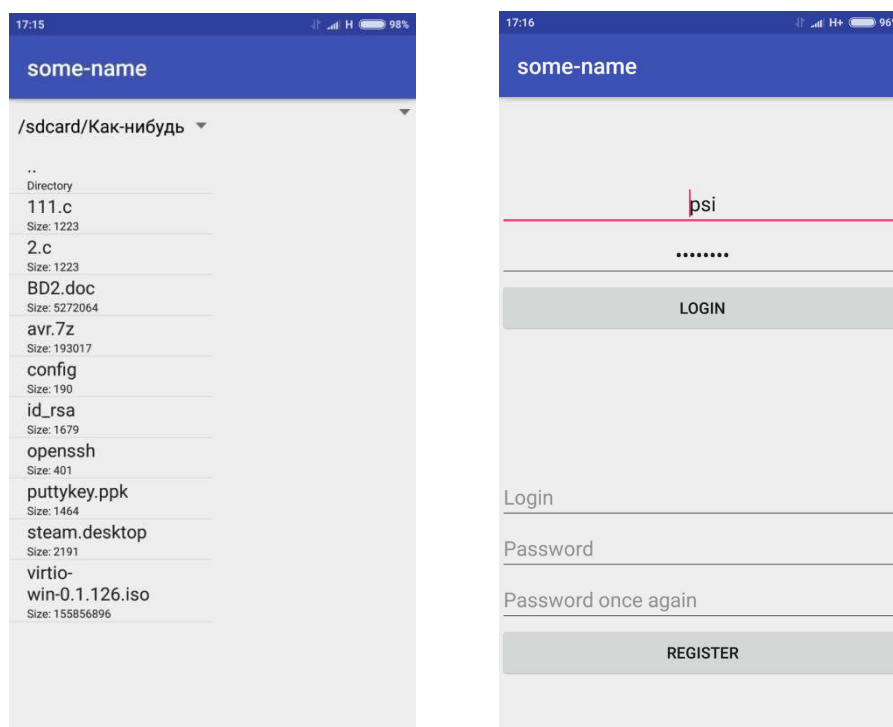 17:15 H 98%
some-name
/sdcard/Как-нибудь
..
Directory
111.c
Size: 1223
2.c
Size: 1223
BD2.doc
Size: 5272064
avr.7z
Size: 193017
config
Size: 190
id_rsa
Size: 1679
openssh
Size: 401
puttykey.ppk
Size: 1464
steam.desktop
Size: 2191
virtio-
win-0.1.126.iso
Size: 155856896
17:16 H+ 96%
some-name
psi
••••••••
LOGIN
Login
Password
Password once again
REGISTER